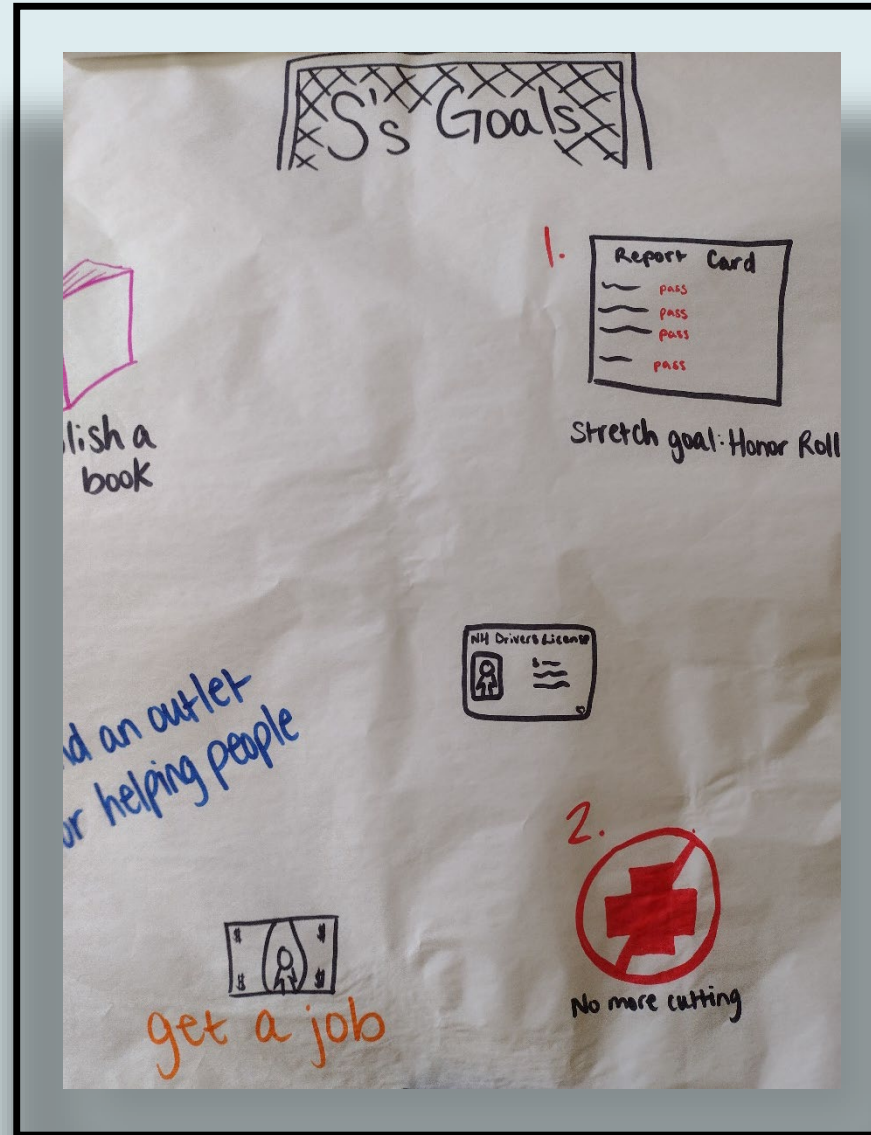 S's Goals
1.
Report Card
pass
pass
pass
pass
Stretch goal: Honor Roll
lish a
book
NH Drivers License
d an outlet
r helping people
2.
No more cutting
$ $
$ $
get a job